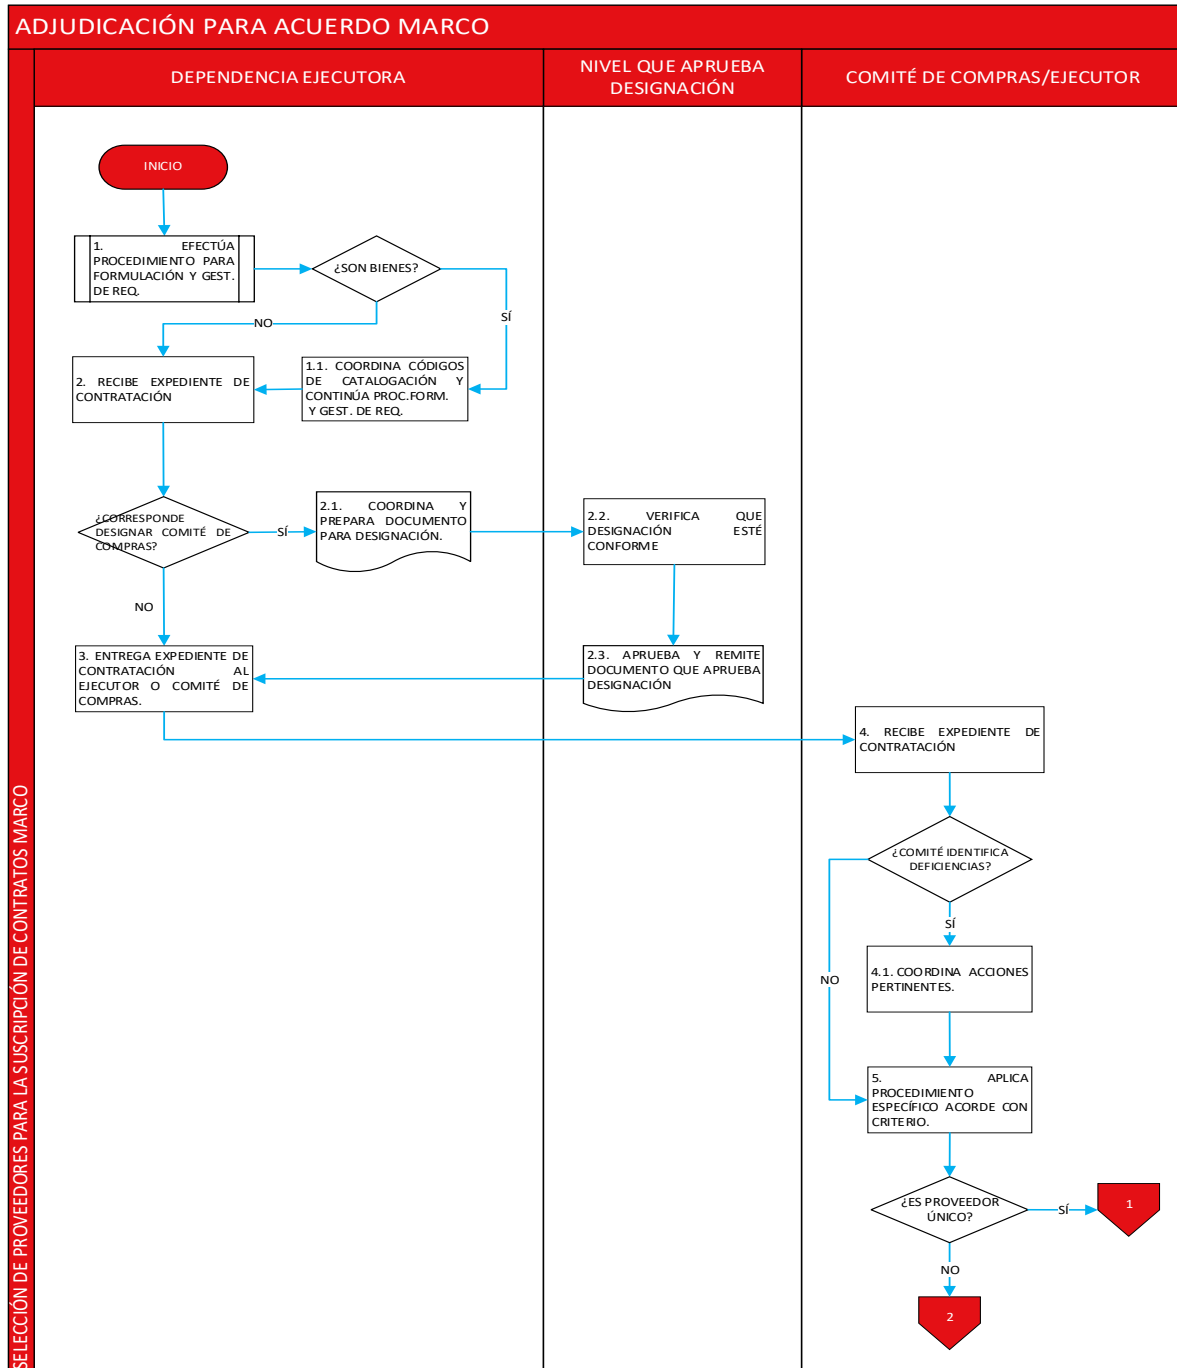 ADJUDICACIÓN PARA ACUERDO MARCO
SELECCIÓN DE PROVEEDORES PARA LA SUSCRIPCIÓN DE CONTRATOS MARCO
DEPENDENCIA EJECUTORA
NIVEL QUE APRUEBA
DESIGNACIÓN
COMITÉ DE COMPRAS/EJECUTOR
INICIO
1. EFECTÚA
PROCEDIMIENTO PARA
FORMULACIÓN Y GEST.
DE REQ.
¿SON BIENES?
SÍ
NO
1.1. COORDINA CÓDIGOS
DE CATALOGACIÓN Y
CONTINÚA PROC.FORM.
Y GEST. DE REQ.
2. RECIBE EXPEDIENTE DE
CONTRATACIÓN
¿CORRESPONDE
DESIGNAR COMITÉ DE
COMPRAS?
SÍ
NO
2.1. COORDINA Y
PREPARA DOCUMENTO
PARA DESIGNACIÓN.
2.2. VERIFICA QUE
DESIGNACIÓN ESTÉ
CONFORME
2.3. APRUEBA Y REMITE
DOCUMENTO QUE APRUEBA
DESIGNACIÓN
3. ENTREGA EXPEDIENTE DE
CONTRATACIÓN AL
EJECUTOR O COMITÉ DE
COMPRAS.
4. RECIBE EXPEDIENTE DE
CONTRATACIÓN
¿COMITÉ IDENTIFICA
DEFICIENCIAS?
SÍ
NO
4.1. COORDINA ACCIONES
PERTINENTES.
5. APLICA
PROCEDIMIENTO
ESPECÍFICO ACORDE CON
CRITERIO.
¿ES PROVEEDOR
ÚNICO?
SÍ
1
NO
2